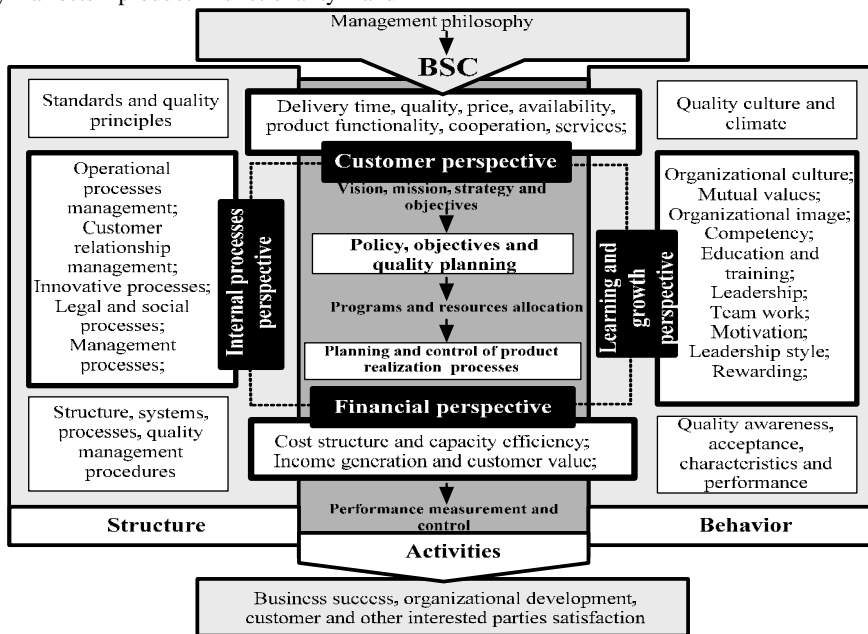 Management philosophy
BSC
Standards and quality
principles
Delivery time, quality, price, availability,
product functionality, cooperation, services;
Quality culture and
climate
Customer perspective
Operational
processes
management;
Customer
relationship
management;
Innovative processes;
Legal and social
processes;
Management
processes;
Internal processes
perspective
Vision, mission, strategy and
objectives
Policy, objectives and
quality planning
Programs and resources allocation
Planning and control of product
realization processes
Learning and
growth
perspective
Organizational culture;
Mutual values;
Organizational image;
Competency;
Education and
training;
Leadership;
Team work;
Motivation;
Leadership style;
Rewarding;
Financial perspective
Structure, systems,
processes, quality
management
procedures
Cost structure and capacity efficiency;
Income generation and customer value;
Quality awareness,
acceptance,
characteristics and
performance
Performance measurement and
control
Structure
Activities
Behavior
Business success, organizational development,
customer and other interested parties satisfaction